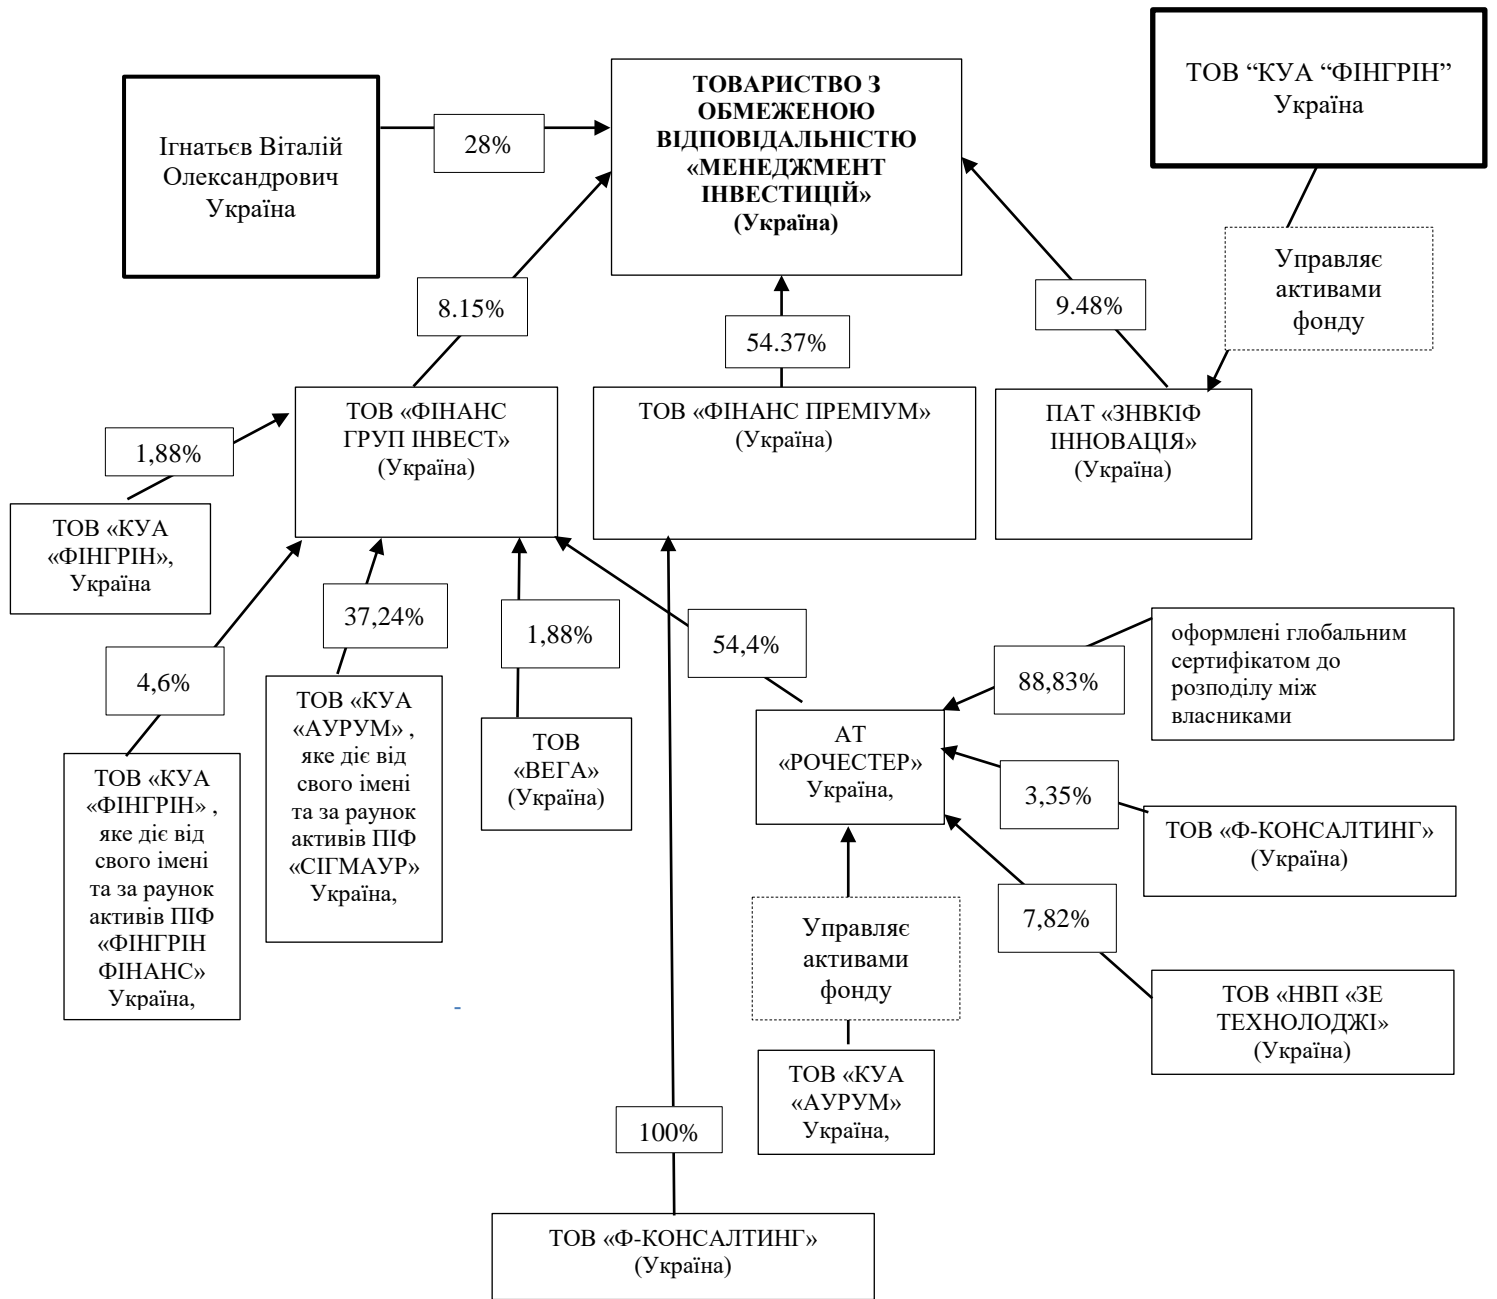 ТОВ “КУА “ФІНГРІН”
Україна
ТОВАРИСТВО З
ОБМЕЖЕНОЮ
ВІДПОВІДАЛЬНІСТЮ
«МЕНЕДЖМЕНТ
ІНВЕСТИЦІЙ»
(Україна)
Ігнатьєв Віталій
Олександрович
Україна
28%
Управляє
активами
фонду
8.15%
54.37%
9.48%
ТОВ «ФІНАНС
ГРУП ІНВЕСТ»
(Україна)
ТОВ «ФІНАНС ПРЕМІУМ»
(Україна)
ПАТ «ЗНВКІФ
ІННОВАЦІЯ»
(Україна)
1,88%
ТОВ «КУА
«ФІНГРІН»,
Україна
4,6%
37,24%
1,88%
54,4%
88,83%
оформлені глобальним
сертифікатом до
розподілу між
власниками
ТОВ «КУА
«ФІНГРІН» ,
яке діє від
свого імені
та за раунок
активів ПІФ
«ФІНГРІН
ФІНАНС»
Україна,
ТОВ «КУА
«АУРУМ» ,
яке діє від
свого імені
та за раунок
активів ПІФ
«СІГМАУР»
Україна,
ТОВ
«ВЕГА»
(Україна)
АТ
«РОЧЕСТЕР»
Україна,
3,35%
ТОВ «Ф-КОНСАЛТИНГ»
(Україна)
7,82%
Управляє
активами
фонду
ТОВ «НВП «ЗЕ
ТЕХНОЛОДЖІ»
(Україна)
ТОВ «КУА
«АУРУМ»
Україна,
100%
ТОВ «Ф-КОНСАЛТИНГ»
(Україна)